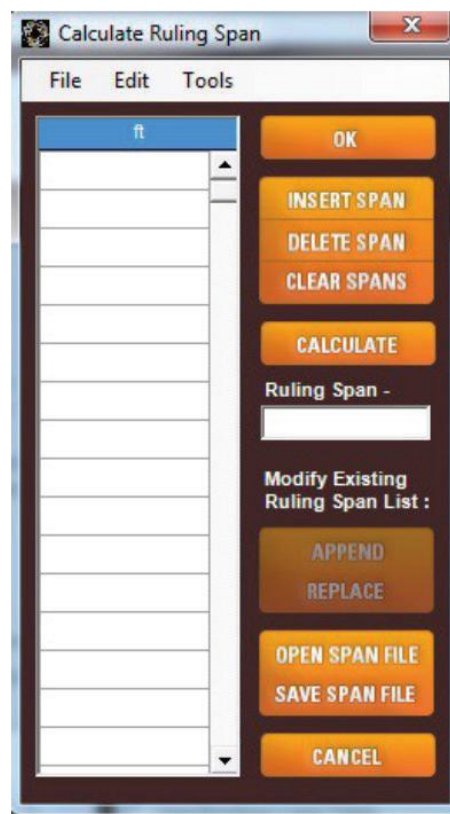 Calculate Ruling Span
File Edit Tools
ft
OK
INSERT SPAN
DELETE SPAN
CLEAR SPANS
CALCULATE
Ruling Span -
Modify Existing
Ruling Span List :
APPEND
REPLACE
OPEN SPAN FILE
SAVE SPAN FILE
CANCEL